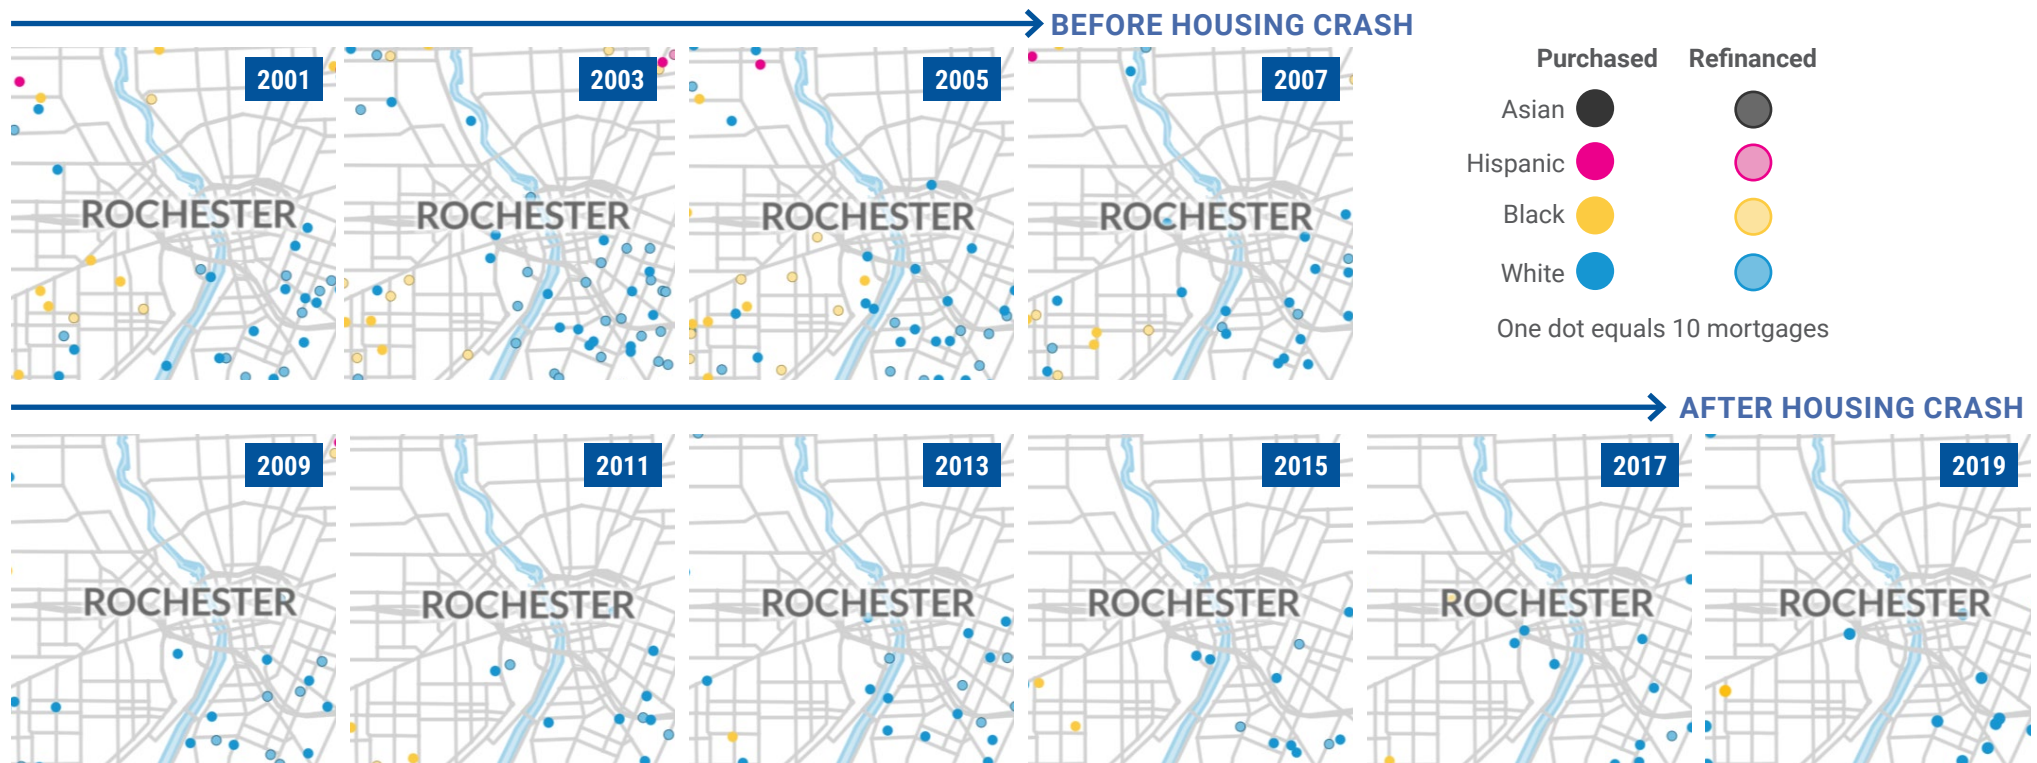 BEFORE HOUSING CRASH
2001
2003
2005
2007
ROCHESTER
ROCHESTER
ROCHESTER
ROCHESTER
Purchased Refinanced
Asian
Hispanic
Black
White
One dot equals 10 mortgages
AFTER HOUSING CRASH
2009
2011
2013
2015
2017
2019
ROCHESTER
ROCHESTER
ROCHESTER
ROCHESTER
ROCHESTER
ROCHESTER